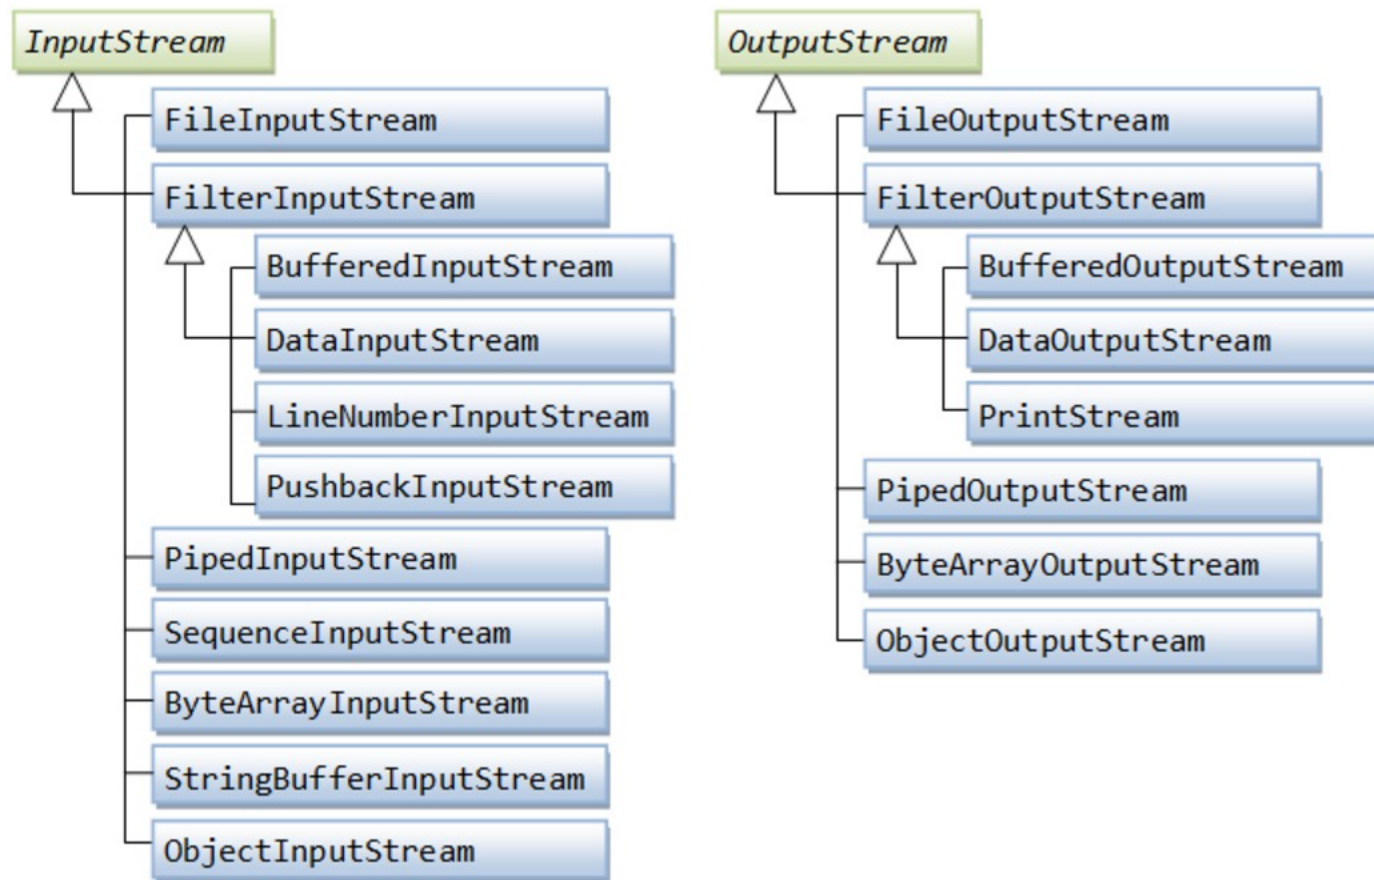 InputStream
FileInputStream
FilterInputStream
BufferedInputStream
DataInputStream
LineNumberInputStream
PushbackInputStream
PipedInputStream
SequenceInputStream
ByteArrayInputStream
StringBufferInputStream
ObjectInputStream
OutputStream
FileOutputStream
FilterOutputStream
BufferedOutputStream
DataOutputStream
PrintStream
PipedOutputStream
ByteArrayOutputStream
ObjectOutputStream